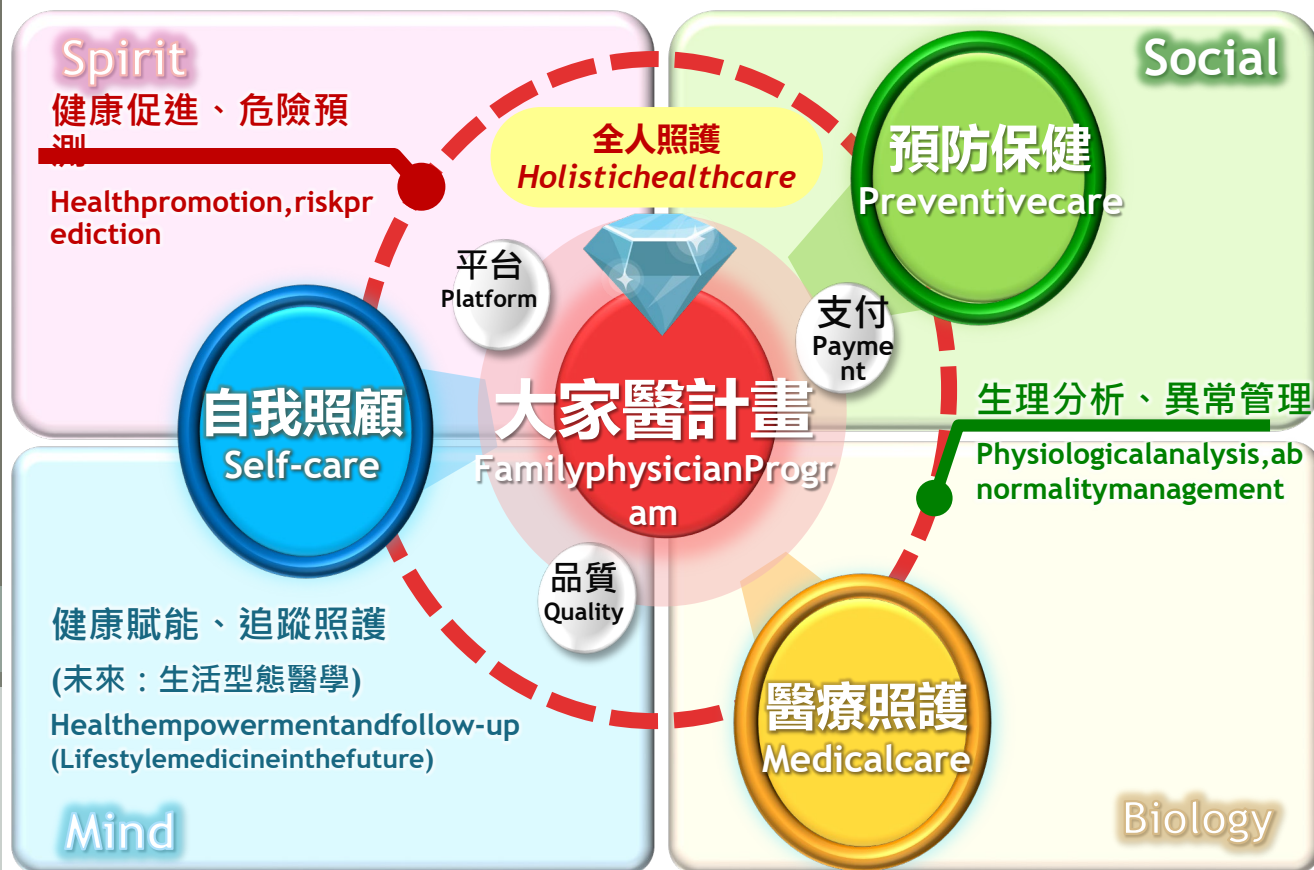 Spirit
健康促進、危險預
測
Healthpromotion,riskpr
ediction
Social
全人照護
Holistichealthcare
預防保健
Preventivecare
平台
Platform
支付
Payme
nt
自我照顧
Self-care
大家醫計畫
FamilyphysicianProgr
am
生理分析、異常管理
Physiologicalanalysis,ab
normalitymanagement
品質
Quality
健康賦能、追蹤照護
(未來：生活型態醫學)
Healthempowermentandfollow-up
(Lifestylemedicineinthefuture)
醫療照護
Medicalcare
Mind
Biology